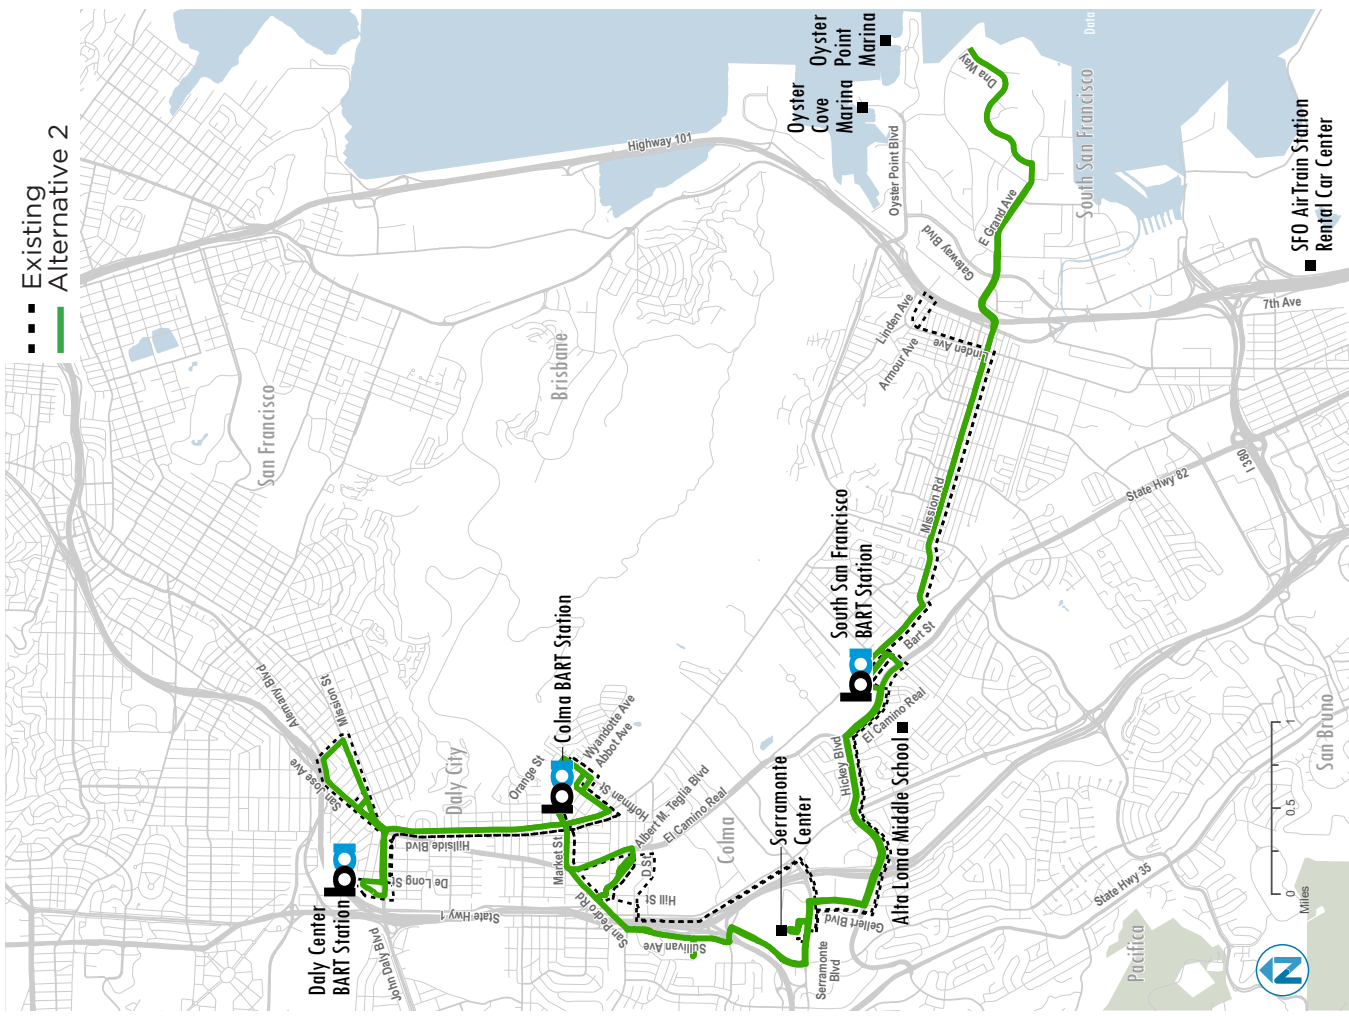 Existing
Alternative 2
Oyster
Point
Marina
Data
Oyster
Cove
Marina
Dna Way
Highway 101
Oyster Point Blvd
South San Francisco
E Grand Ave
Gateway Blvd
SFO AirTrain Station
Rental Car Center
7th Ave
Linden Ave
Armour Ave
Linden Ave
Brisbane
San Francisco
I 380
State Hwy 82
Mission Rd
South San Francisco
BART Station
ba
Bart St
El Camino Real
Alemany Blvd
Mission St
San Jose Ave
Colma BART Station
ba
Wyandotte Ave
Abbot Ave
Orange St
Daly City
Hoffman St
Albert M. Teglia Blvd
El Camino Real
Hillside Blvd
Market St
Colma
Serramonte
Center
Hickey Blvd
Alta Loma Middle School
ba
Daly Center
BART Station
De Long St
State Hwy 1
John Daly Blvd
San Pedro Rd
Hill St
D St
Sullivan Ave
Serramonte
Blvd
Gellert Blvd
State Hwy 35
Pacifica
San Bruno
0
0.5
1
Miles
N